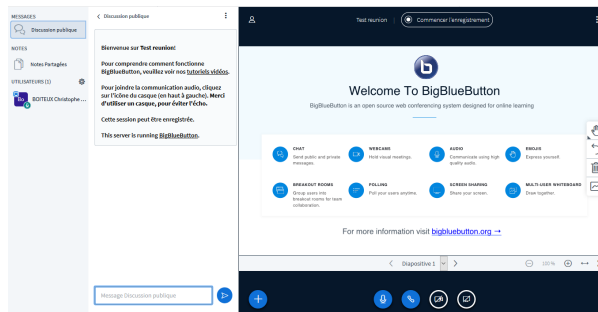 MESSAGES
Discussion publique
NOTES
Notes Partagées
UTILISATEURS (1)
Bo
BOITEUX Christophe ...
Discussion publique
Bienvenue sur Test reunion!
Pour comprendre comment fonctionne
BigBlueButton, veuillez voir nos tutoriels vidéos.
Pour joindre la communication audio, cliquez
sur l'icône du casque (en haut à gauche). Merci
d'utiliser un casque, pour éviter l'écho.
Cette session peut être enregistrée.
This server is running BigBlueButton.
Message Discussion publique
Test reunion
Commencer l'enregistrement
b
Welcome To BigBlueButton
BigBlueButton is an open source web conferencing system designed for online learning
CHAT
Send public and private
messages.
WEBCAMS
Hold visual meetings.
AUDIO
Communicate using high
quality audio.
EMOJIS
Express yourself.
BREAKOUT ROOMS
Group users into
breakout rooms for team
collaboration.
POLLING
Poll your users anytime.
SCREEN SHARING
Share your screen.
MULTI-USER WHITEBOARD
Draw together.
For more information visit bigbluebutton.org →
Diapositive 1
100 %